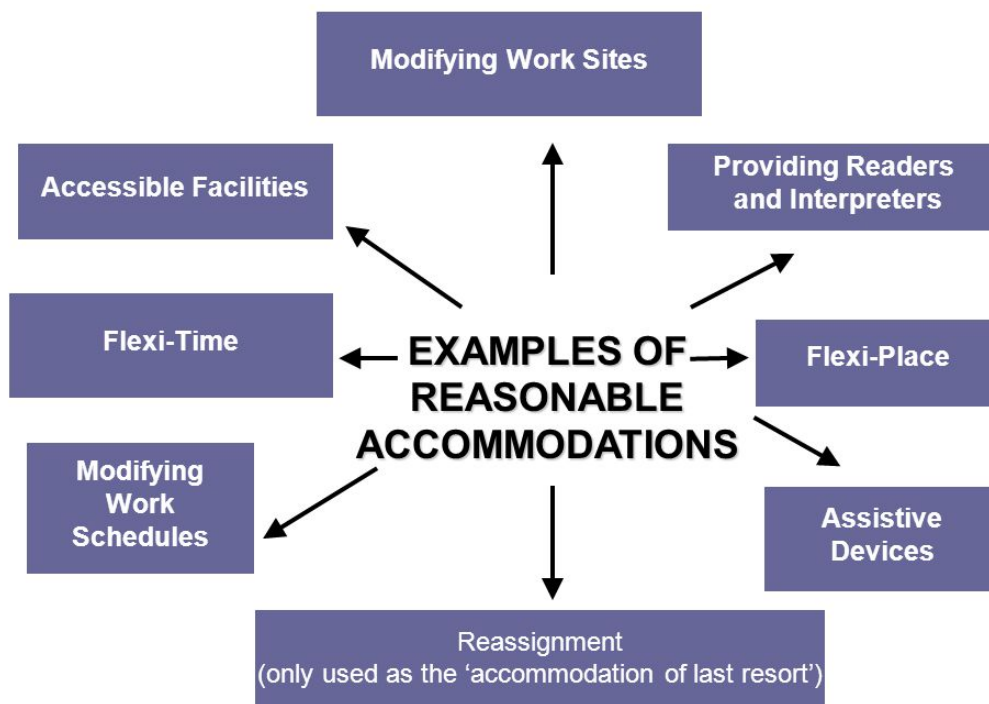 Modifying Work Sites
Accessible Facilities
Providing Readers
and Interpreters
Flexi-Time
EXAMPLES OF
REASONABLE
ACCOMMODATIONS
Flexi-Place
Modifying
Work
Schedules
Assistive
Devices
Reassignment
(only used as the ‘accommodation of last resort’)